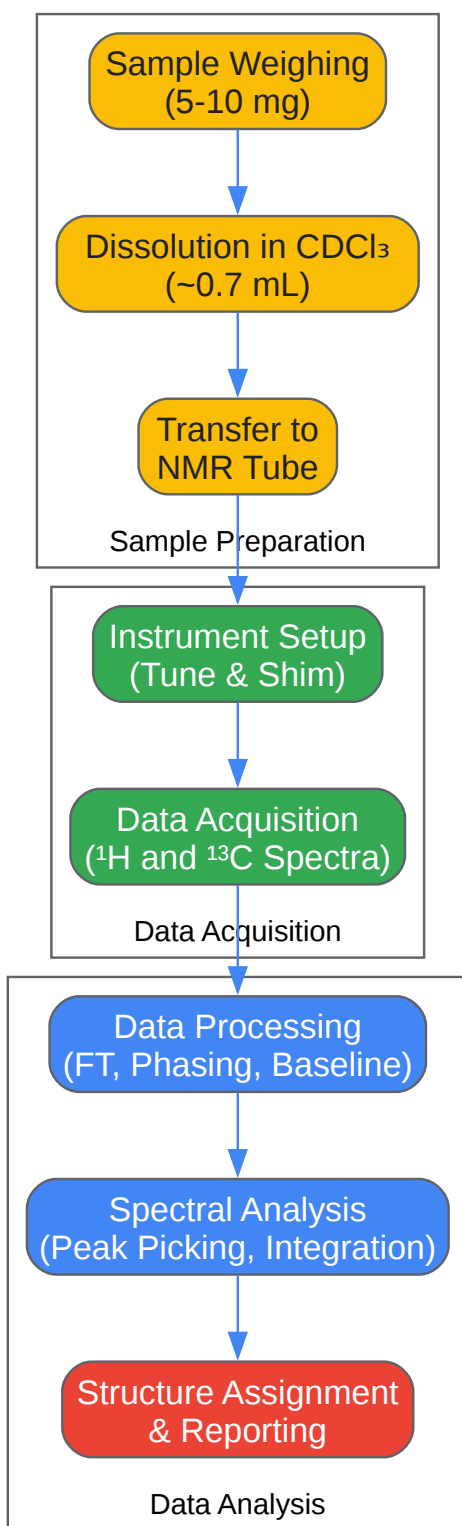 Sample Weighing
(5-10 mg)
Dissolution in CDCl₃
(~0.7 mL)
Transfer to
NMR Tube
Sample Preparation
Instrument Setup
(Tune & Shim)
Data Acquisition
(¹H and ¹³C Spectra)
Data Acquisition
Data Processing
(FT, Phasing, Baseline)
Spectral Analysis
(Peak Picking, Integration)
Structure Assignment
& Reporting
Data Analysis